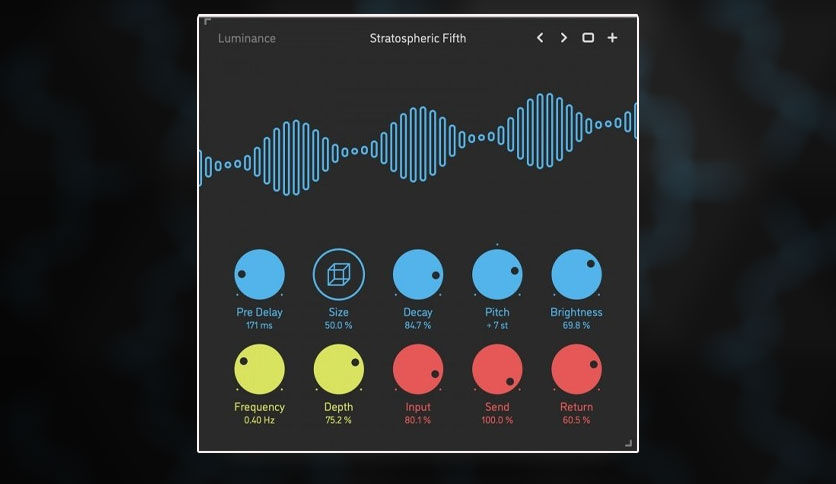 Luminance
Stratospheric Fifth
Pre Delay
171 ms
Size
50.0 %
Decay
84.7 %
Pitch
+ 7 st
Brightness
69.8 %
Frequency
0.40 Hz
Depth
75.2 %
Input
80.1 %
Send
100.0 %
Return
60.5 %